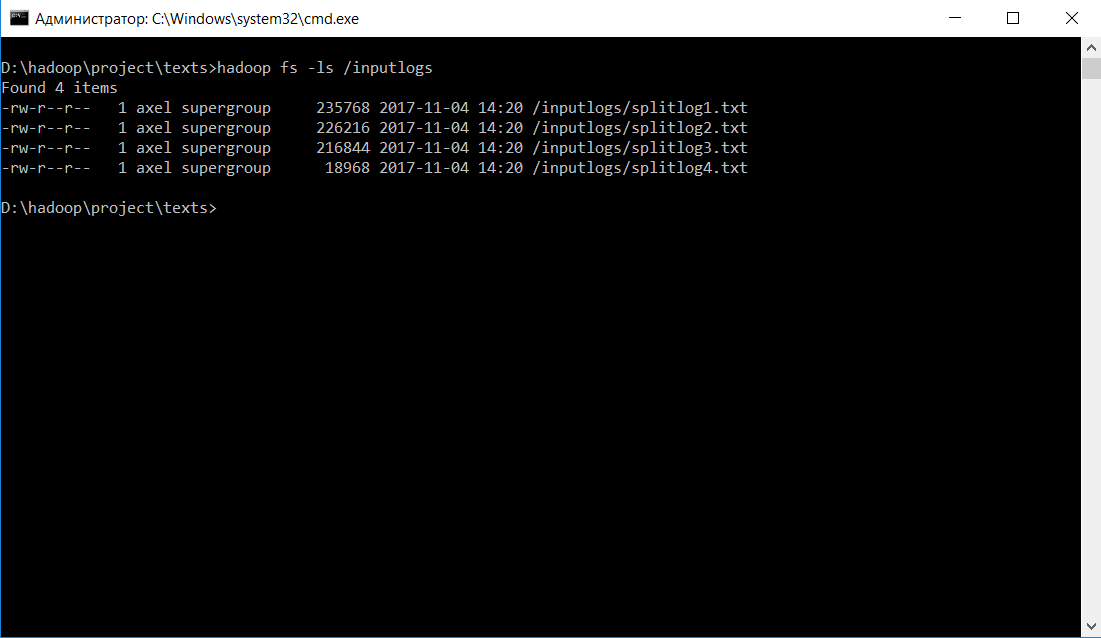 Администратор: C:\Windows\system32\cmd.exe
D:\hadoop\project\texts>hadoop fs -ls /inputlogs
Found 4 items
-rw-r--r--   1 axel supergroup     235768 2017-11-04 14:20 /inputlogs/splitlog1.txt
-rw-r--r--   1 axel supergroup     226216 2017-11-04 14:20 /inputlogs/splitlog2.txt
-rw-r--r--   1 axel supergroup     216844 2017-11-04 14:20 /inputlogs/splitlog3.txt
-rw-r--r--   1 axel supergroup      18968 2017-11-04 14:20 /inputlogs/splitlog4.txt
D:\hadoop\project\texts>